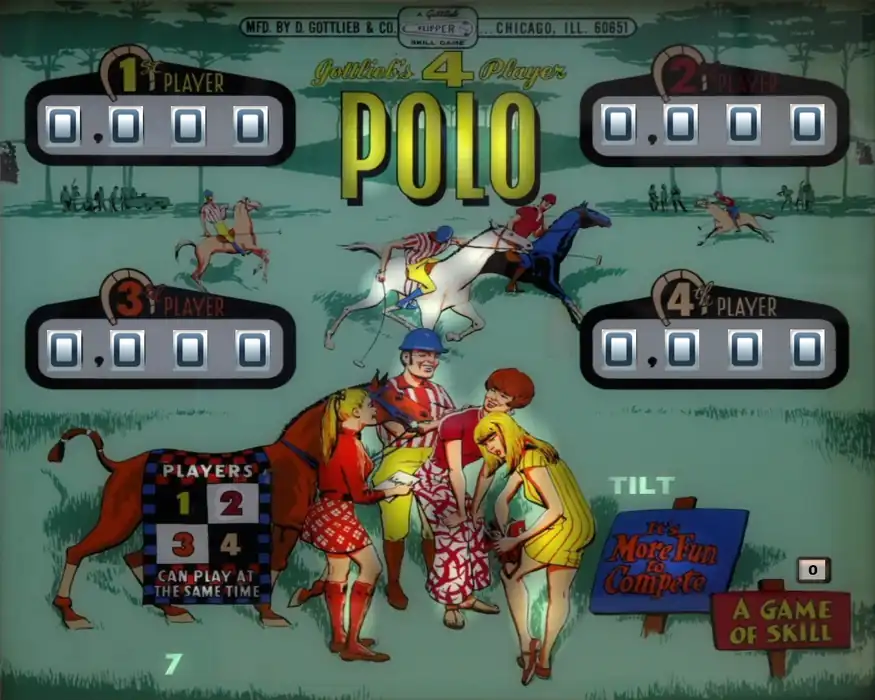 A Gottlieb
MFD. BY D. GOTTLIEB & CO. FLIPPER ... CHICAGO, ILL. 60651
SKILL GAME
Gottlieb's 4 Player
POLO
1st PLAYER
0,000
2nd PLAYER
0,000
3rd PLAYER
0,000
4th PLAYER
0,000
PLAYERS
1 2
3 4
CAN PLAY AT
THE SAME TIME
TILT
It's
More Fun
to
Compete
0
A GAME
OF SKILL
7